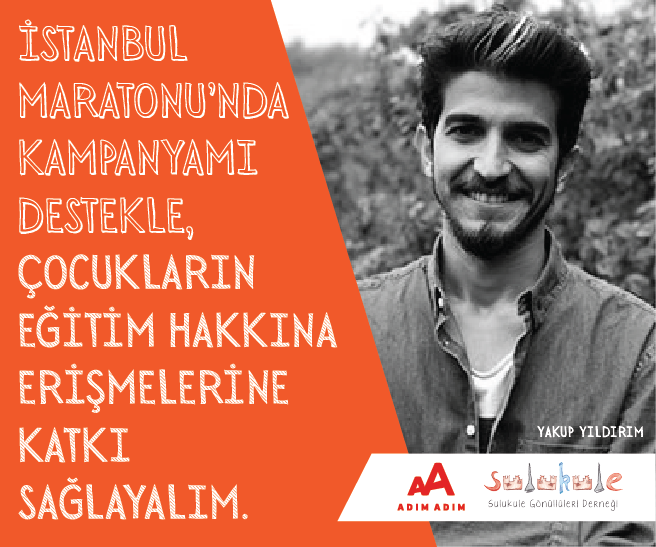 İSTANBUL
MARATONU'NDA
KAMPANYAMI
DESTEKLE,
ÇOCUKLARIN
EĞİTİM HAKKINA
ERİŞMELERİNE
KATKI
SAĞLAYALIM.
YAKUP YILDIRIM
AA
ADIM ADIM
Sulukule
Sulukule Gönüllüleri Derneği